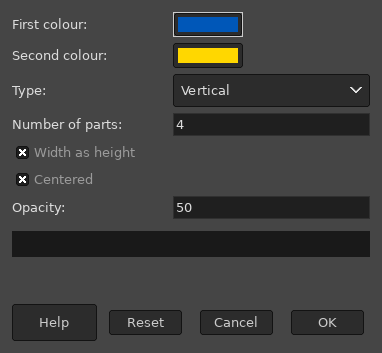 First colour:
Second colour:
Type: Vertical
Number of parts: 4
Width as height
Centered
Opacity: 50
Help Reset Cancel OK